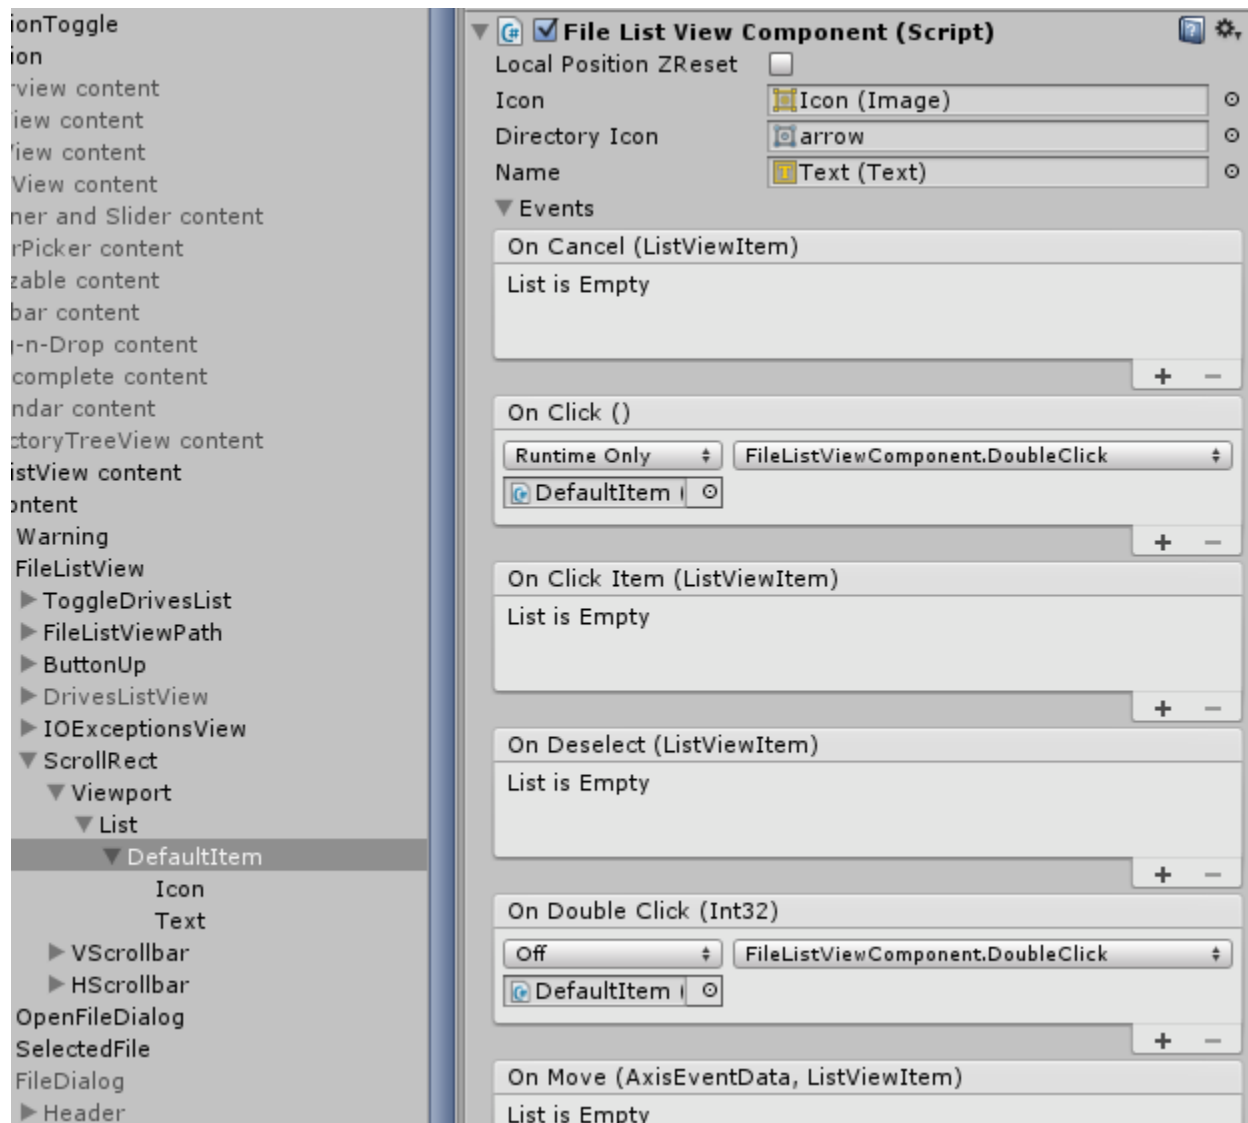 ionToggle
ion
rview content
iew content
View content
View content
ner and Slider content
rPicker content
zable content
bar content
g-n-Drop content
complete content
ndar content
ctoryTreeView content
istView content
ontent
Warning
FileListView
ToggleDrivesList
FileListViewPath
ButtonUp
DrivesListView
IOExceptionsView
ScrollRect
Viewport
List
DefaultItem
Icon
Text
VScrollbar
HScrollbar
OpenFileDialog
SelectedFile
FileDialog
Header
File List View Component (Script)
Local Position ZReset
Icon Icon (Image)
Directory Icon arrow
Name Text (Text)
Events
On Cancel (ListViewItem)
List is Empty
+ −
On Click ()
Runtime Only FileListViewComponent.DoubleClick
DefaultItem (
+ −
On Click Item (ListViewItem)
List is Empty
+ −
On Deselect (ListViewItem)
List is Empty
+ −
On Double Click (Int32)
Off FileListViewComponent.DoubleClick
DefaultItem (
+ −
On Move (AxisEventData, ListViewItem)
List is Empty